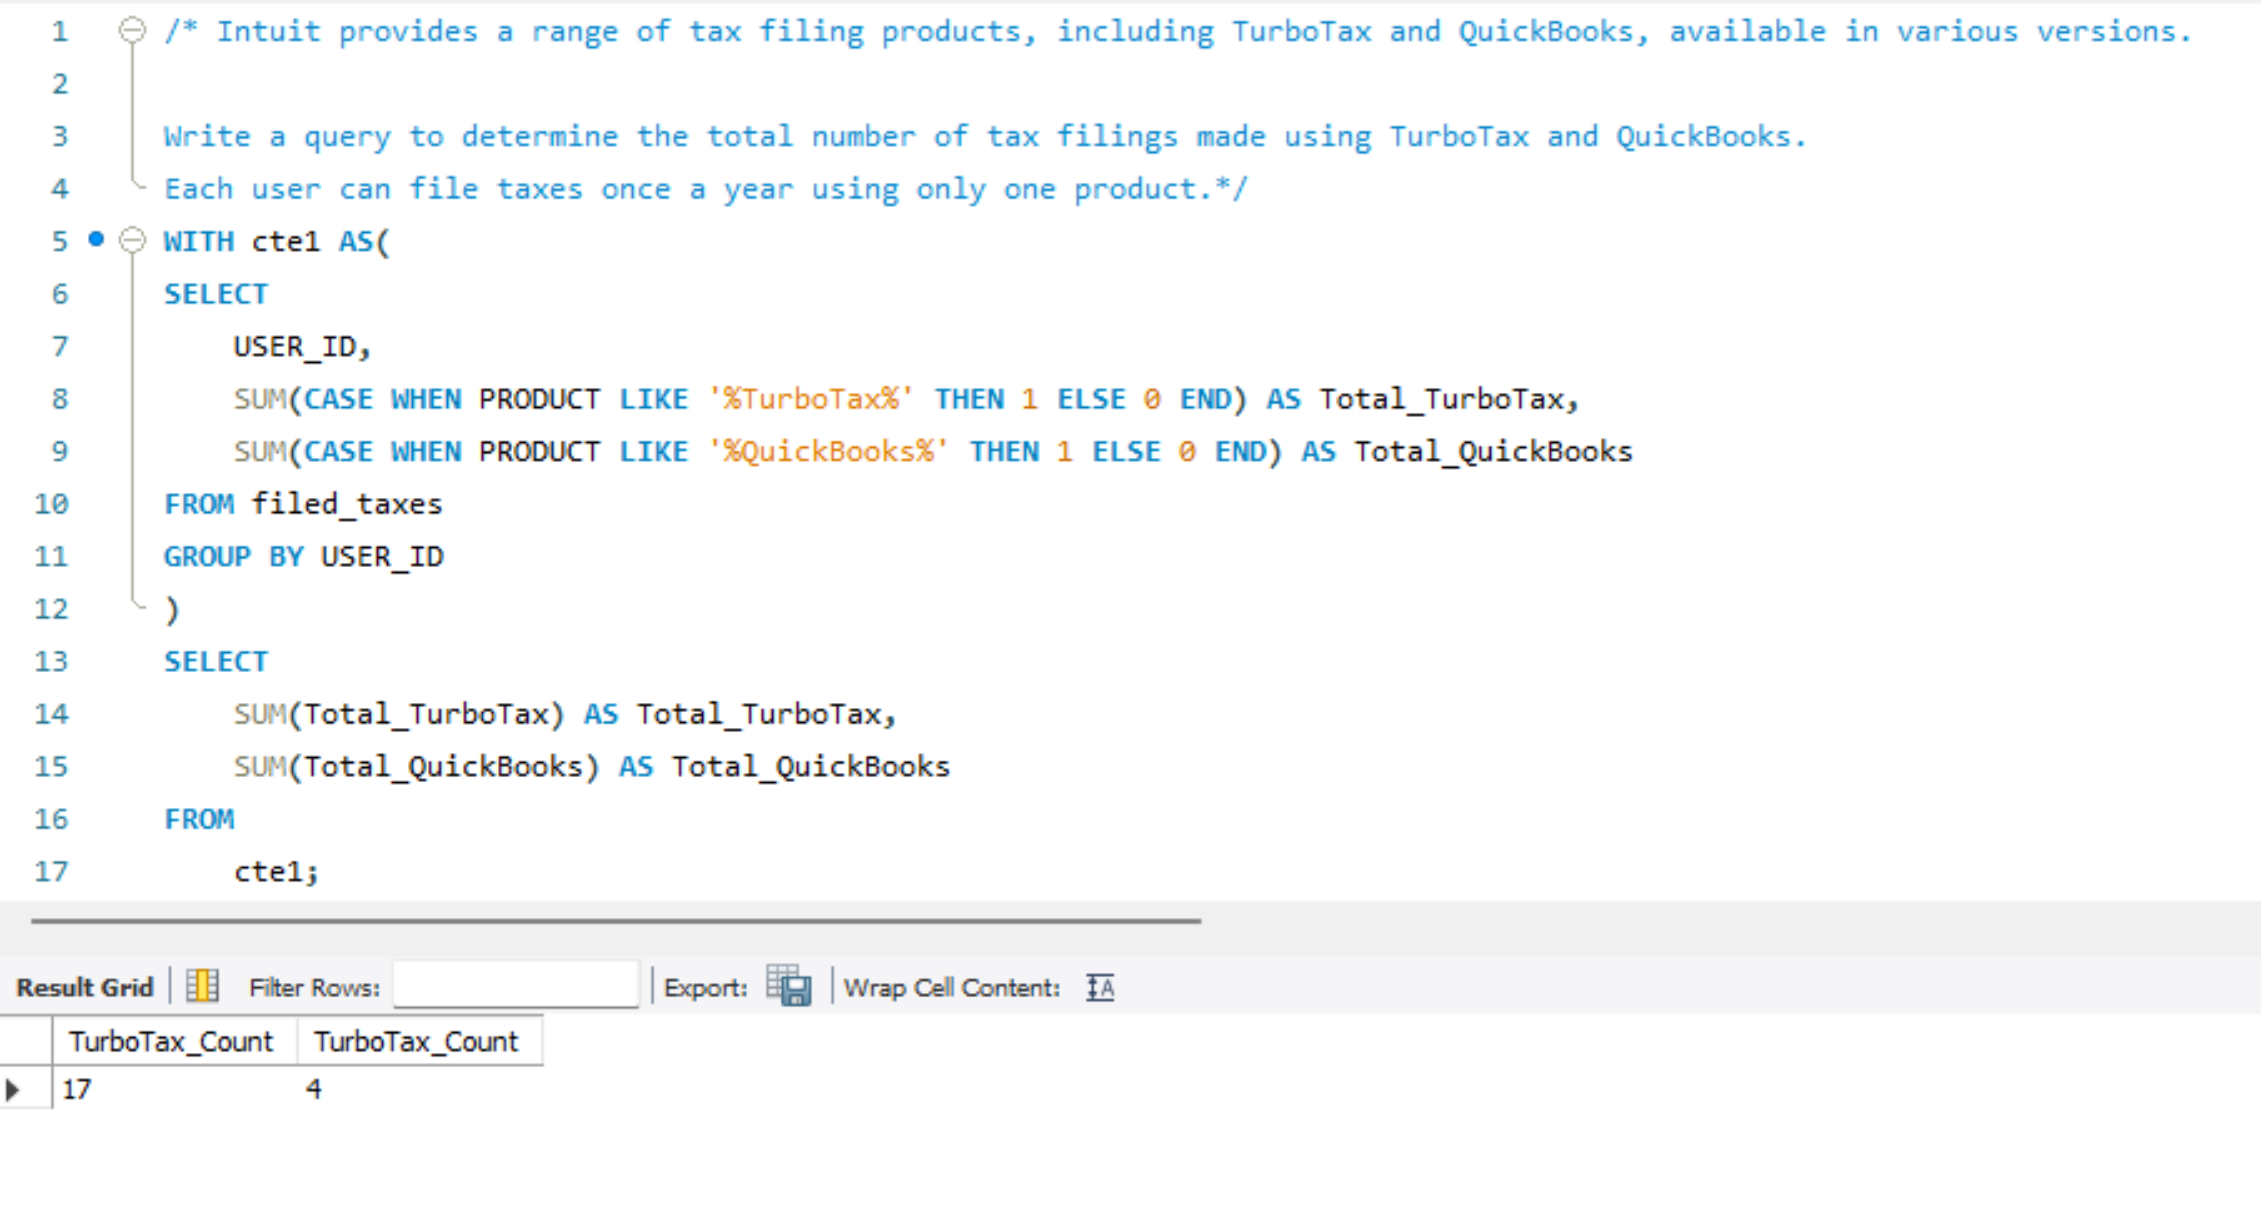 1 /* Intuit provides a range of tax filing products, including TurboTax and QuickBooks, available in various versions.
2
3 Write a query to determine the total number of tax filings made using TurboTax and QuickBooks.
4 Each user can file taxes once a year using only one product.*/
5 WITH cte1 AS(
6 SELECT
7 USER_ID,
8 SUM(CASE WHEN PRODUCT LIKE '%TurboTax%' THEN 1 ELSE 0 END) AS Total_TurboTax,
9 SUM(CASE WHEN PRODUCT LIKE '%QuickBooks%' THEN 1 ELSE 0 END) AS Total_QuickBooks
10 FROM filed_taxes
11 GROUP BY USER_ID
12 )
13 SELECT
14 SUM(Total_TurboTax) AS Total_TurboTax,
15 SUM(Total_QuickBooks) AS Total_QuickBooks
16 FROM
17 cte1;
Result Grid Filter Rows: Export: Wrap Cell Content:
TurboTax_Count TurboTax_Count
17 4